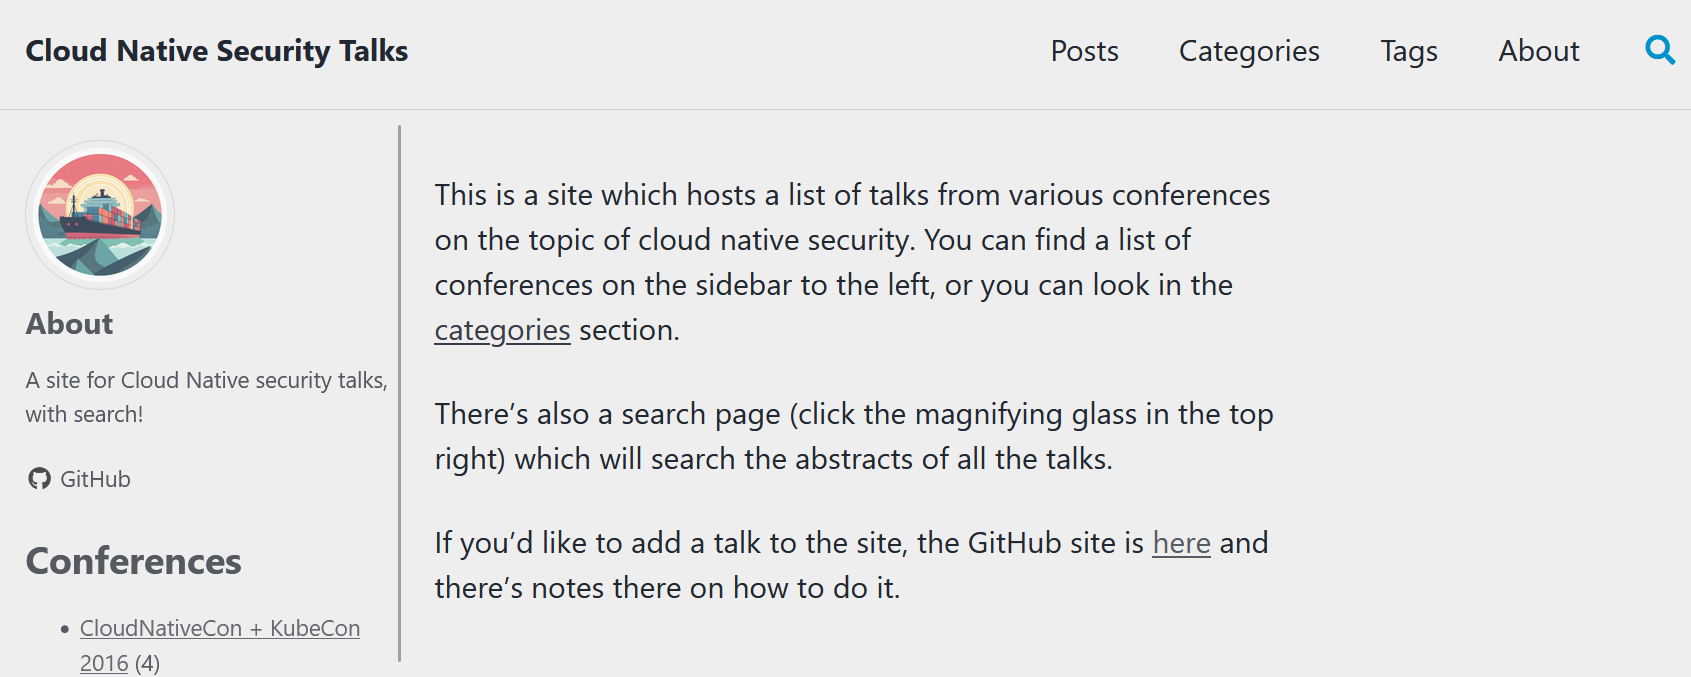 Cloud Native Security Talks
Posts Categories Tags About
About
A site for Cloud Native security talks,
with search!
GitHub
Conferences
• CloudNativeCon + KubeCon
2016 (4)
This is a site which hosts a list of talks from various conferences
on the topic of cloud native security. You can find a list of
conferences on the sidebar to the left, or you can look in the
categories section.
There’s also a search page (click the magnifying glass in the top
right) which will search the abstracts of all the talks.
If you’d like to add a talk to the site, the GitHub site is here and
there’s notes there on how to do it.